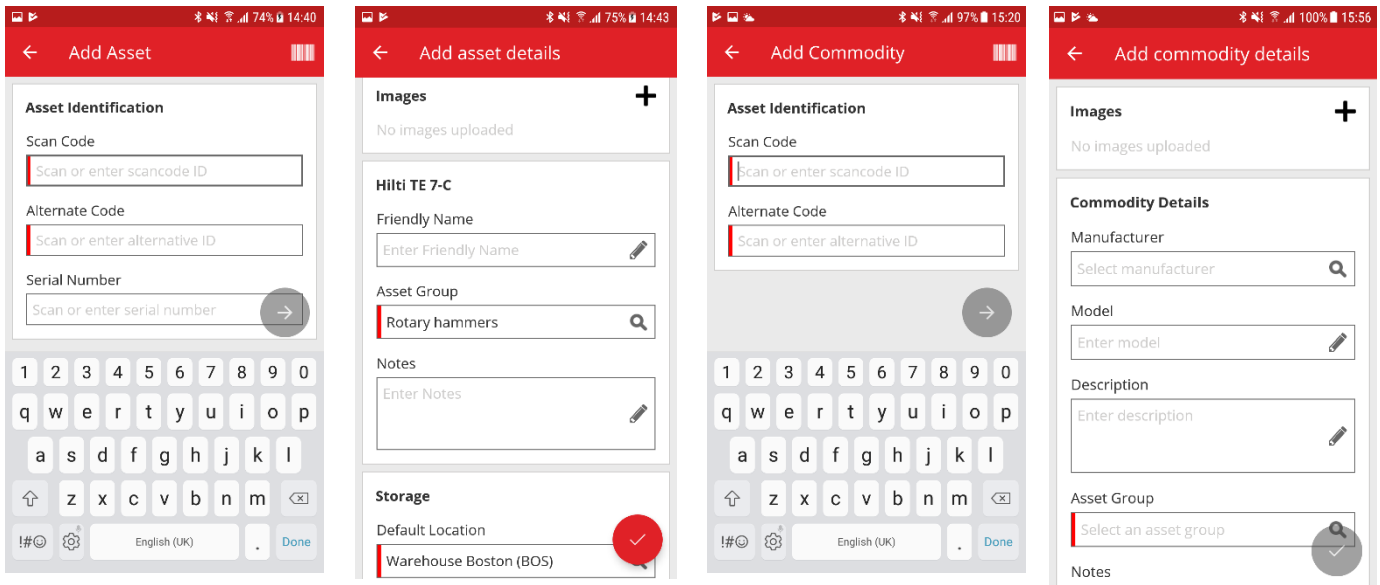 74% 14:40
Add Asset
Asset Identification
Scan Code
Scan or enter scancode ID
Alternate Code
Scan or enter alternative ID
Serial Number
Scan or enter serial number
1 2 3 4 5 6 7 8 9 0
q w e r t y u i o p
a s d f g h j k l
z x c v b n m
!#☺ English (UK) . Done
75% 14:43
Add asset details
Images
No images uploaded
Hilti TE 7-C
Friendly Name
Enter Friendly Name
Asset Group
Rotary hammers
Notes
Enter Notes
Storage
Default Location
Warehouse Boston (BOS)
97% 15:20
Add Commodity
Asset Identification
Scan Code
Scan or enter scancode ID
Alternate Code
Scan or enter alternative ID
1 2 3 4 5 6 7 8 9 0
q w e r t y u i o p
a s d f g h j k l
z x c v b n m
!#☺ English (UK) . Done
100% 15:56
Add commodity details
Images
No images uploaded
Commodity Details
Manufacturer
Select manufacturer
Model
Enter model
Description
Enter description
Asset Group
Select an asset group
Notes